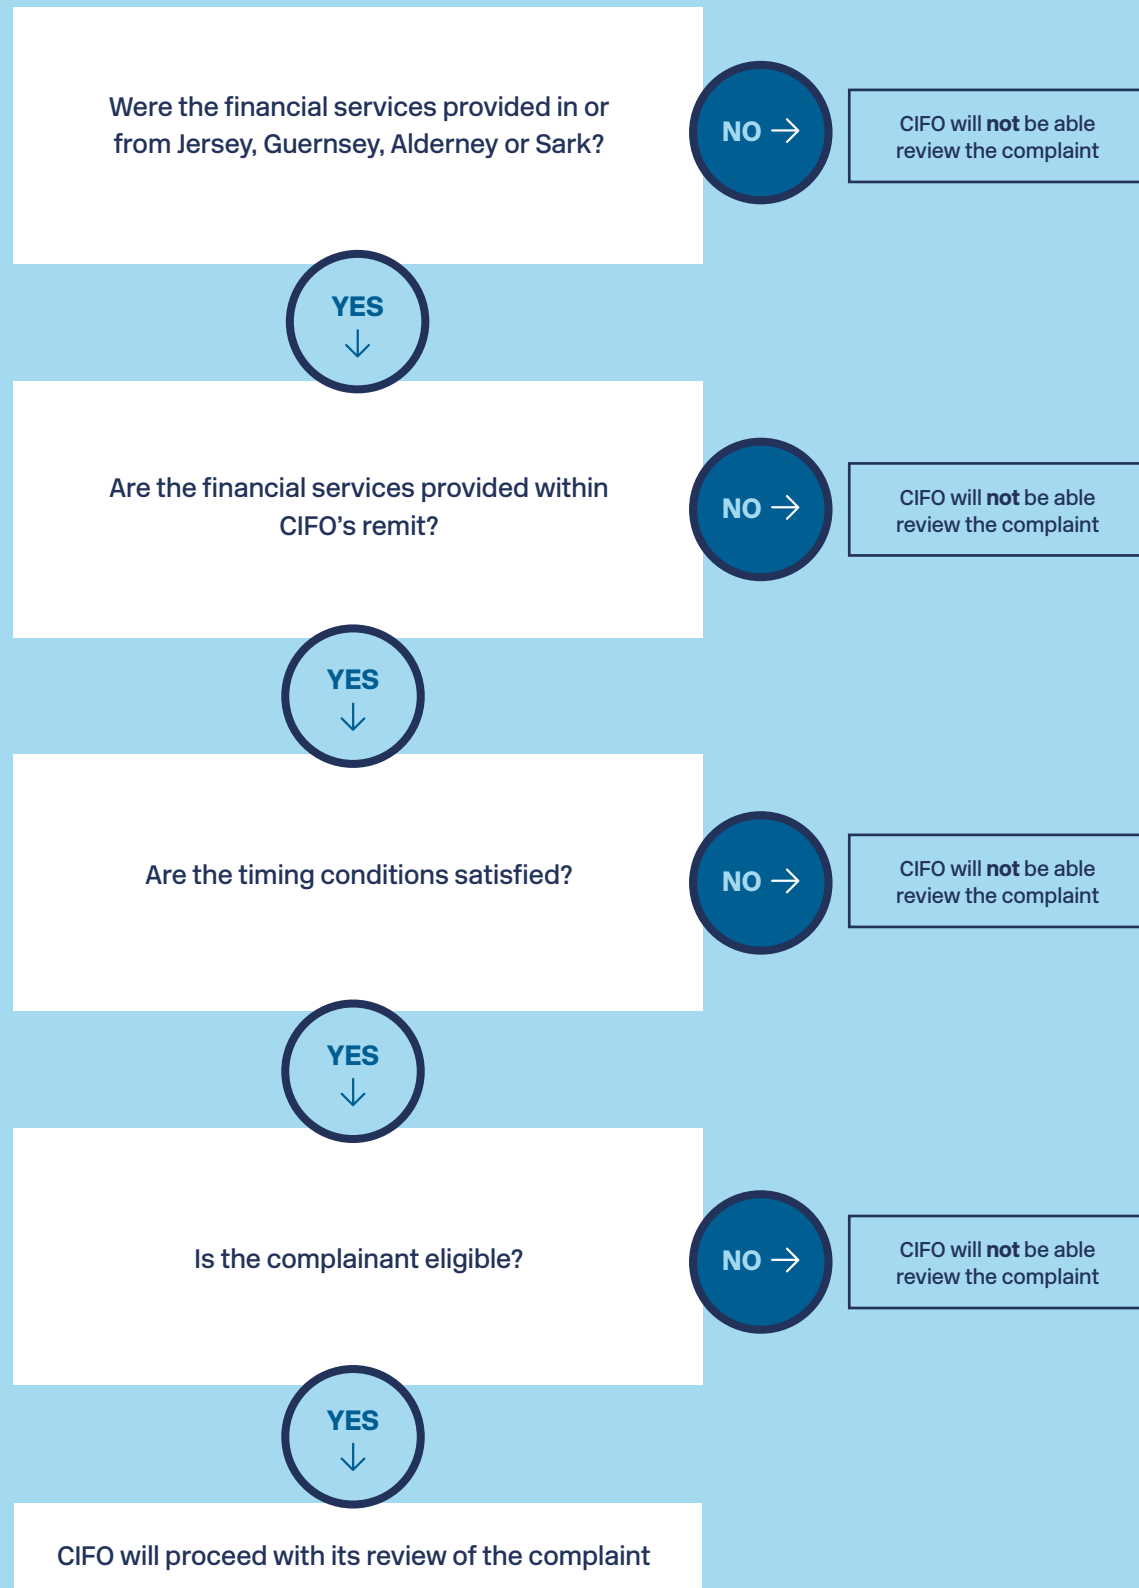 Were the financial services provided in or
from Jersey, Guernsey, Alderney or Sark?
NO →
CIFO will not be able
review the complaint
YES
↓
Are the financial services provided within
CIFO’s remit?
NO →
CIFO will not be able
review the complaint
YES
↓
Are the timing conditions satisfied?
NO →
CIFO will not be able
review the complaint
YES
↓
Is the complainant eligible?
NO →
CIFO will not be able
review the complaint
YES
↓
CIFO will proceed with its review of the complaint